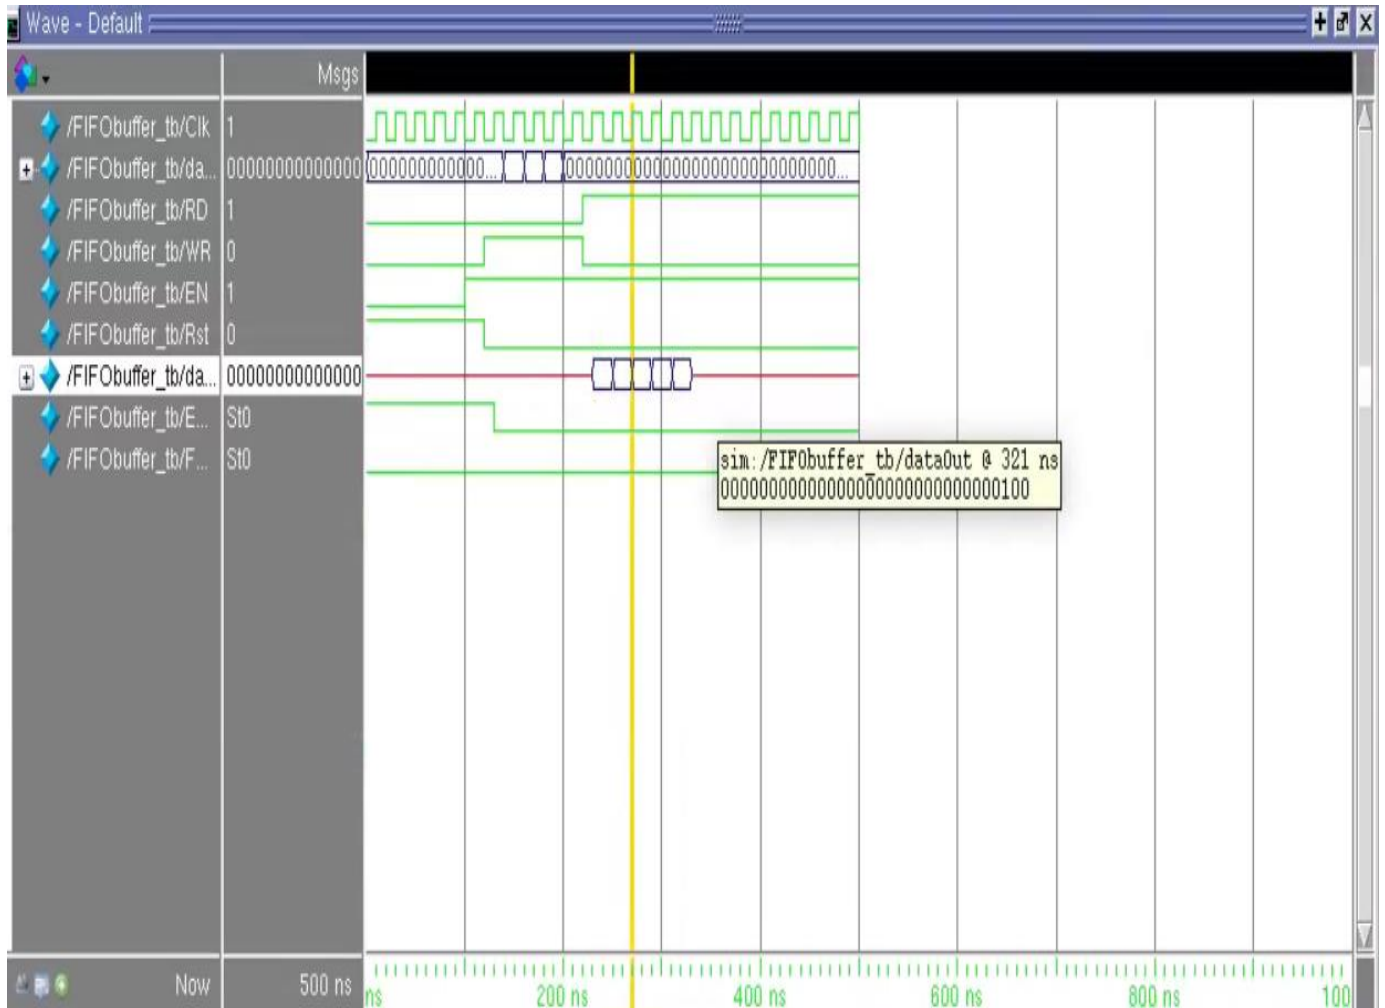 Wave - Default
Msgs
/FIFObuffer_tb/Clk 1
/FIFObuffer_tb/da... 00000000000000 000000000000... 0000000000000000000000000000...
/FIFObuffer_tb/RD 1
/FIFObuffer_tb/WR 0
/FIFObuffer_tb/EN 1
/FIFObuffer_tb/Rst 0
/FIFObuffer_tb/da... 00000000000000
/FIFObuffer_tb/E... St0
/FIFObuffer_tb/F... St0
sim:/FIFObuffer_tb/dataOut @ 321 ns
00000000000000000000000000000100
Now 500 ns ns 200 ns 400 ns 600 ns 800 ns 100